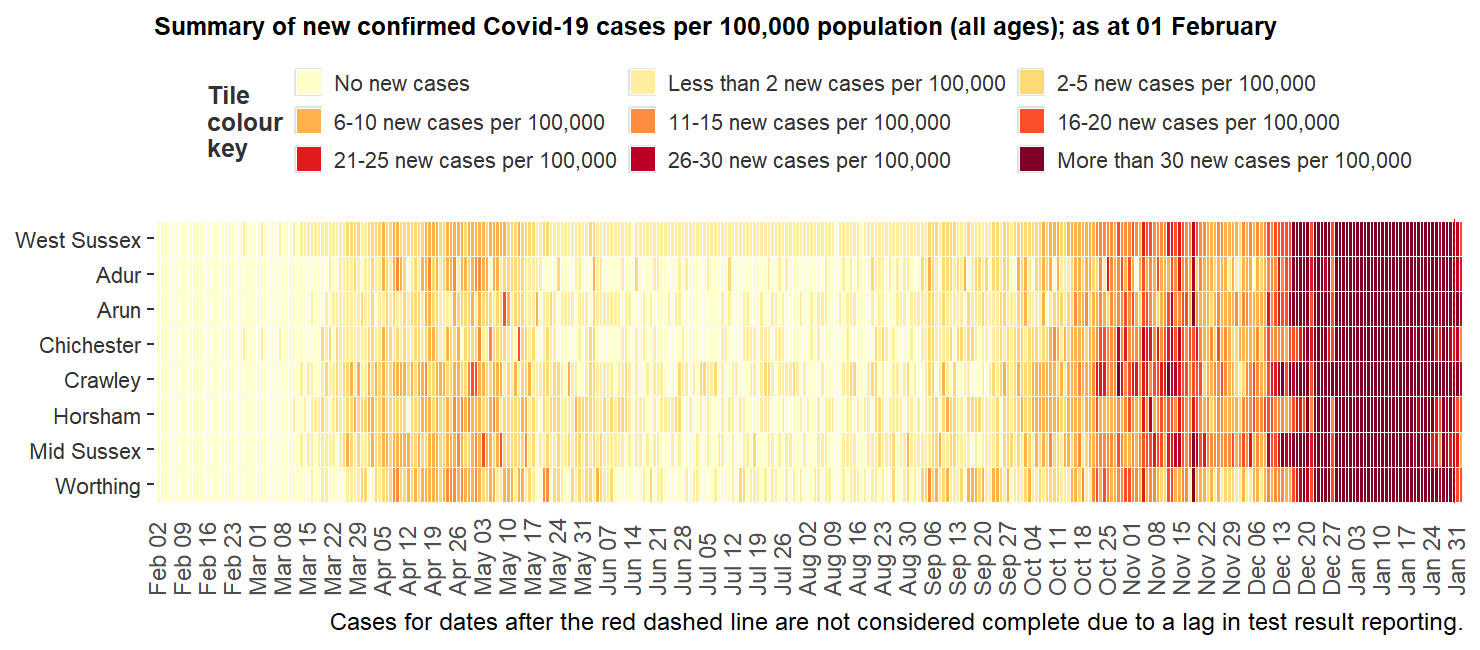 Summary of new confirmed Covid-19 cases per 100,000 population (all ages); as at 01 February
Tile
colour
key
No new cases
Less than 2 new cases per 100,000
2-5 new cases per 100,000
6-10 new cases per 100,000
11-15 new cases per 100,000
16-20 new cases per 100,000
21-25 new cases per 100,000
26-30 new cases per 100,000
More than 30 new cases per 100,000
West Sussex
Adur
Arun
Chichester
Crawley
Horsham
Mid Sussex
Worthing
Feb 02
Feb 09
Feb 16
Feb 23
Mar 01
Mar 08
Mar 15
Mar 22
Mar 29
Apr 05
Apr 12
Apr 19
Apr 26
May 03
May 10
May 17
May 24
May 31
Jun 07
Jun 14
Jun 21
Jun 28
Jul 05
Jul 12
Jul 19
Jul 26
Aug 02
Aug 09
Aug 16
Aug 23
Aug 30
Sep 06
Sep 13
Sep 20
Sep 27
Oct 04
Oct 11
Oct 18
Oct 25
Nov 01
Nov 08
Nov 15
Nov 22
Nov 29
Dec 06
Dec 13
Dec 20
Dec 27
Jan 03
Jan 10
Jan 17
Jan 24
Jan 31
Cases for dates after the red dashed line are not considered complete due to a lag in test result reporting.